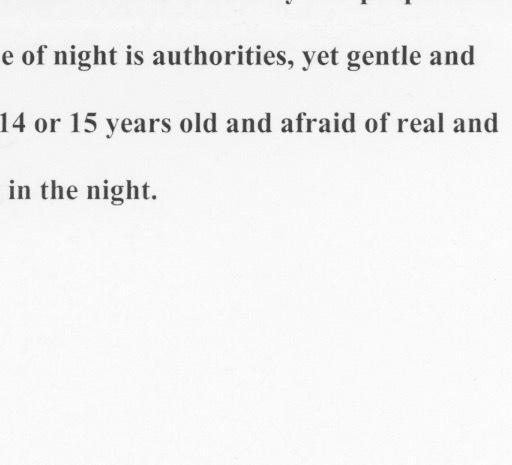 e of night is authorities, yet gentle and
14 or 15 years old and afraid of real and
in the night.